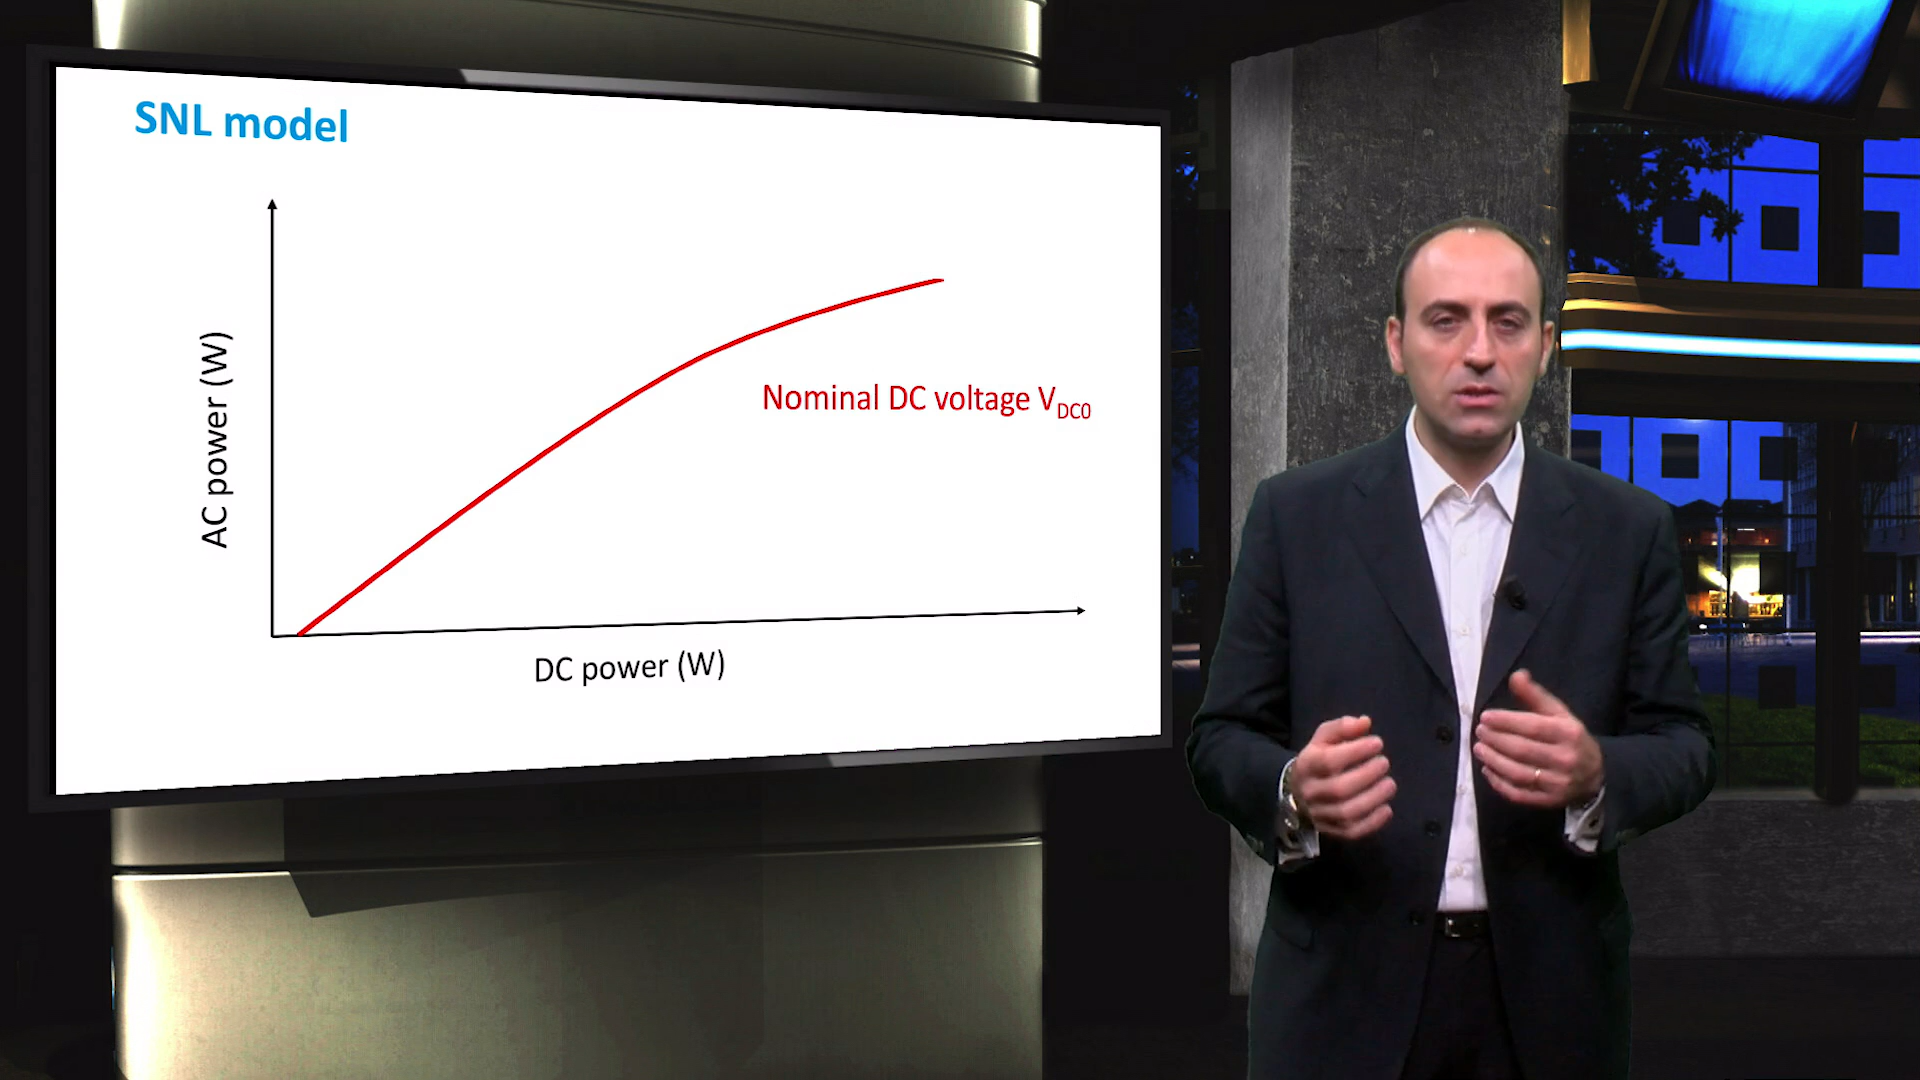 SNL model
AC power (W)
Nominal DC voltage V_DC0
DC power (W)